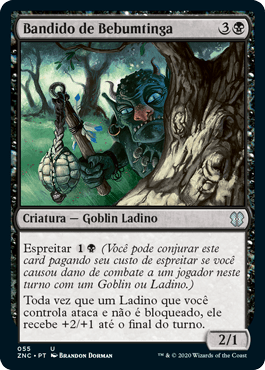 Bandido de Bebumtinga 3
Criatura — Goblin Ladino
Espreitar 1 (Você pode conjurar este
card pagando seu custo de espreitar se você
causou dano de combate a um jogador neste
turno com um Goblin ou Ladino.)
Toda vez que um Ladino que você
controla ataca e não é bloqueado, ele
recebe +2/+1 até o final do turno.
2/1
055 U
ZNC • PT BRANDON DORMAN ™ & © 2020 Wizards of the Coast